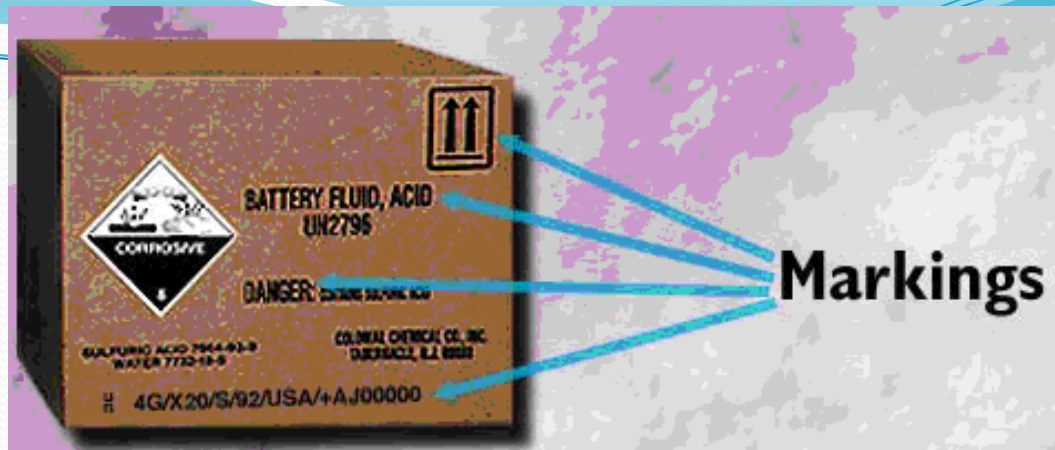 BATTERY FLUID, ACID
UN2796
CORROSIVE
DANGER:
COLONIAL CHEMICAL CO., INC.
SULFURIC ACID 7664-93-9
WATER 7732-18-5
UN
4G/X20/S/92/USA/+AJ00000
Markings